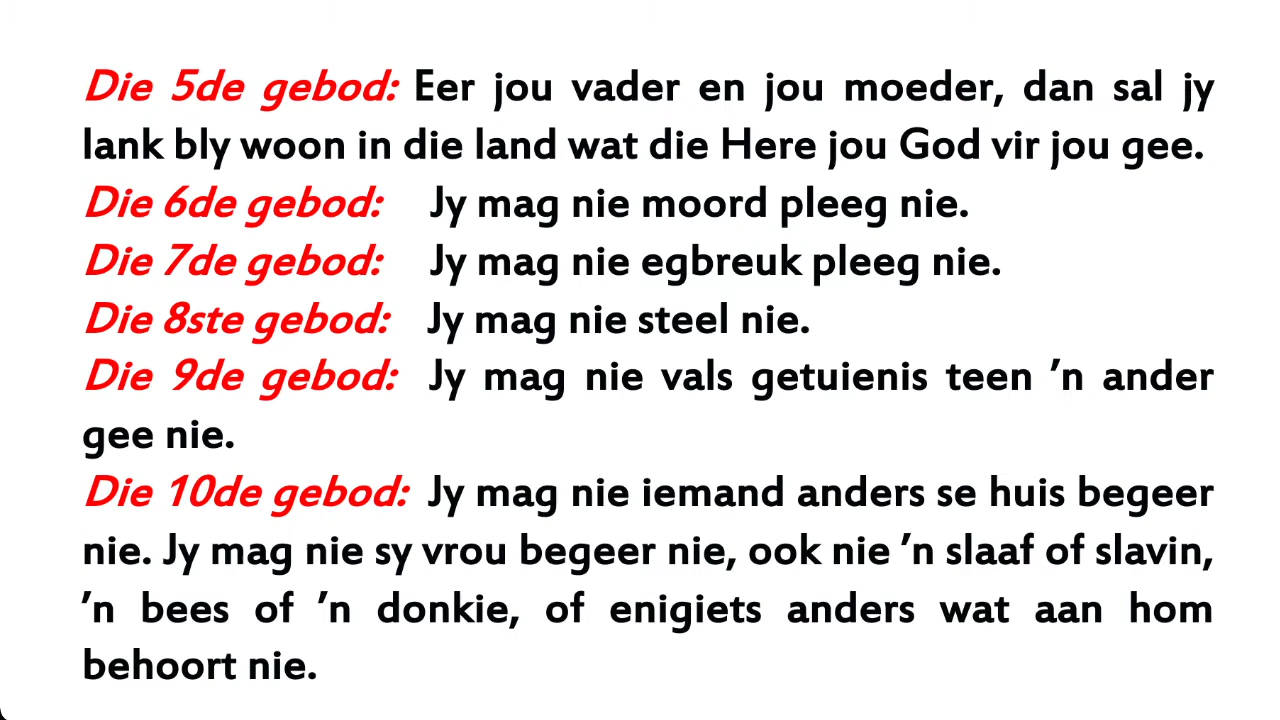 Die 5de gebod: Eer jou vader en jou moeder, dan sal jy
lank bly woon in die land wat die Here jou God vir jou gee.
Die 6de gebod: Jy mag nie moord pleeg nie.
Die 7de gebod: Jy mag nie egbreuk pleeg nie.
Die 8ste gebod: Jy mag nie steel nie.
Die 9de gebod: Jy mag nie vals getuienis teen ’n ander
gee nie.
Die 10de gebod: Jy mag nie iemand anders se huis begeer
nie. Jy mag nie sy vrou begeer nie, ook nie ’n slaaf of slavin,
’n bees of ’n donkie, of enigiets anders wat aan hom
behoort nie.